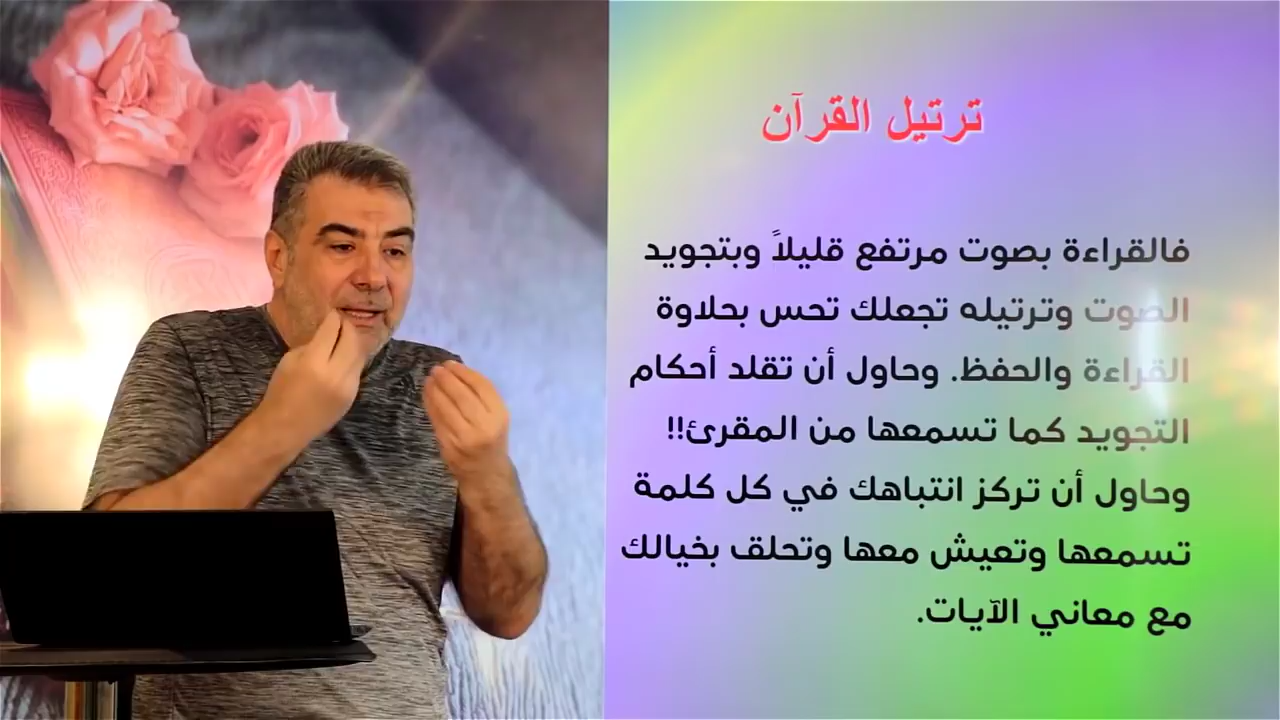 ترتيل القرآن
فالقراءة بصوت مرتفع قليلاً وبتجويد
الصوت وترتيله تجعلك تحس بحلاوة
القراءة والحفظ. وحاول أن تقلد أحكام
التجويد كما تسمعها من المقرئ!!
وحاول أن تركز انتباهك في كل كلمة
تسمعها وتعيش معها وتحلق بخيالك
مع معاني الآيات.